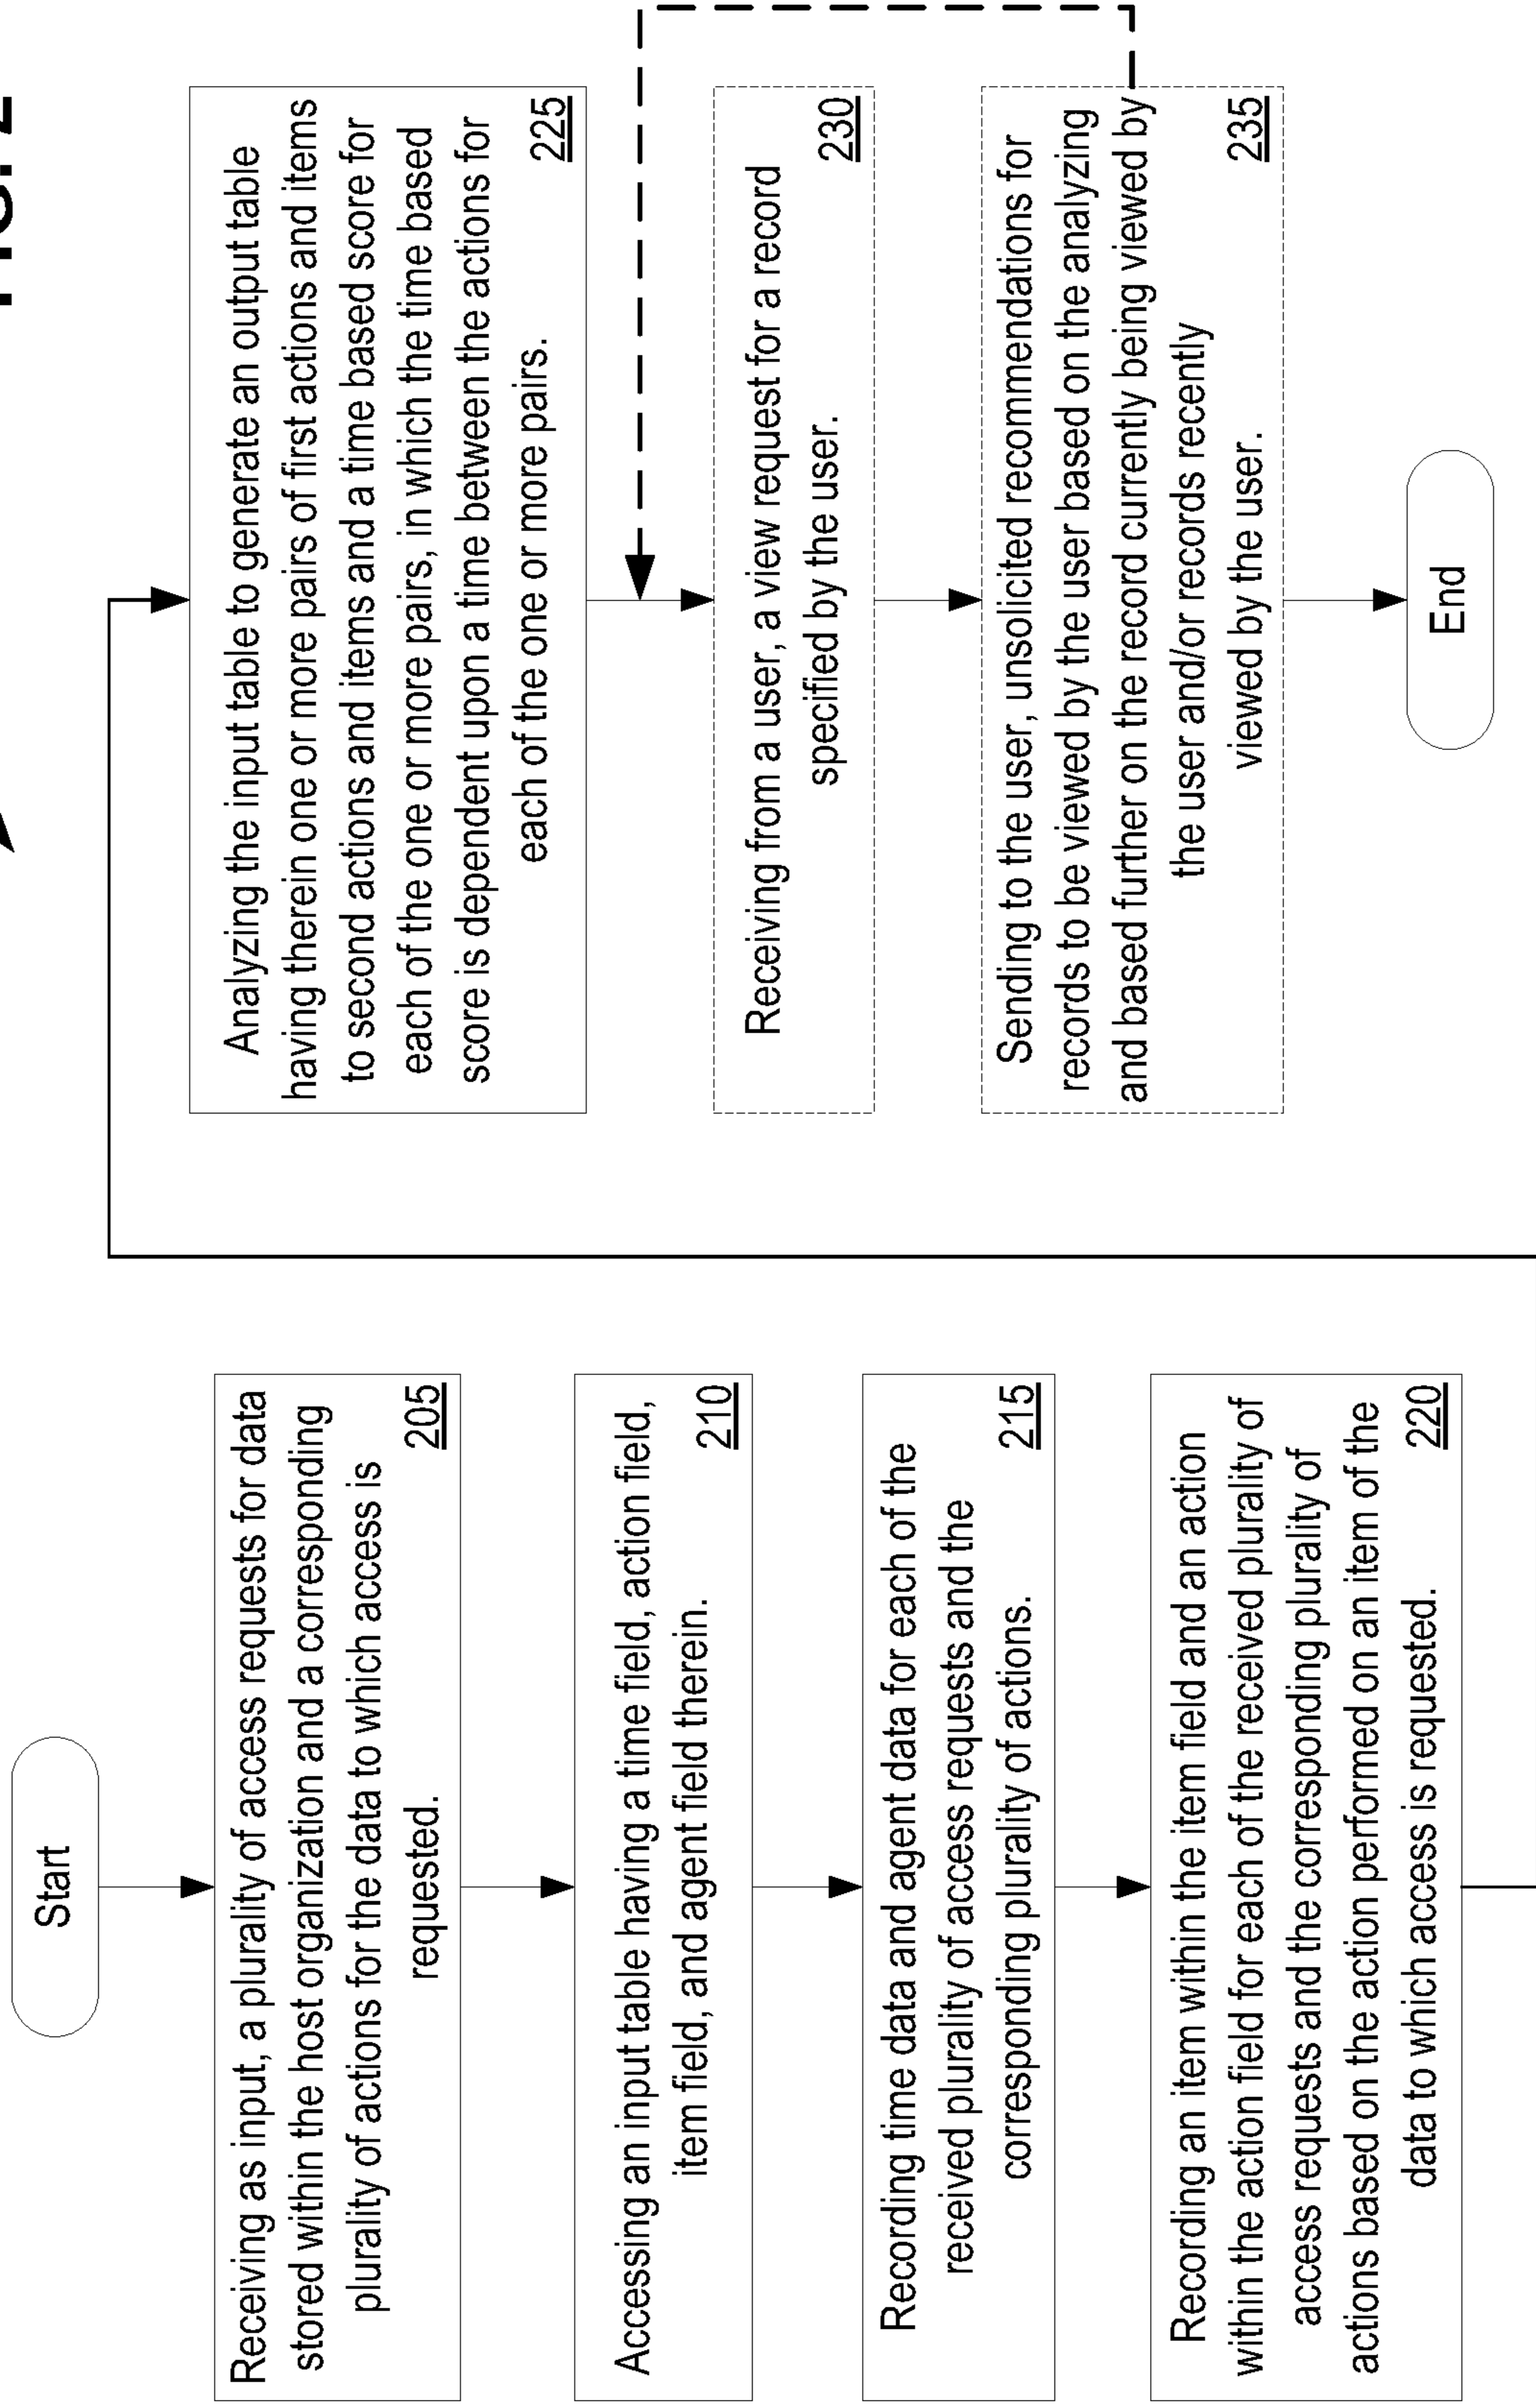 Start
Receiving as input, a plurality of access requests for data
stored within the host organization and a corresponding
plurality of actions for the data to which access is
requested.
205
Accessing an input table having a time field, action field,
item field, and agent field therein.
210
Recording time data and agent data for each of the
received plurality of access requests and the
corresponding plurality of actions.
215
Recording an item within the item field and an action
within the action field for each of the received plurality of
access requests and the corresponding plurality of
actions based on the action performed on an item of the
data to which access is requested.
220
Analyzing the input table to generate an output table
having therein one or more pairs of first actions and items
to second actions and items and a time based score for
each of the one or more pairs, in which the time based
score is dependent upon a time between the actions for
each of the one or more pairs.
225
Receiving from a user, a view request for a record
specified by the user.
230
Sending to the user, unsolicited recommendations for
records to be viewed by the user based on the analyzing
and based further on the record currently being viewed by
the user and/or records recently
viewed by the user.
235
End